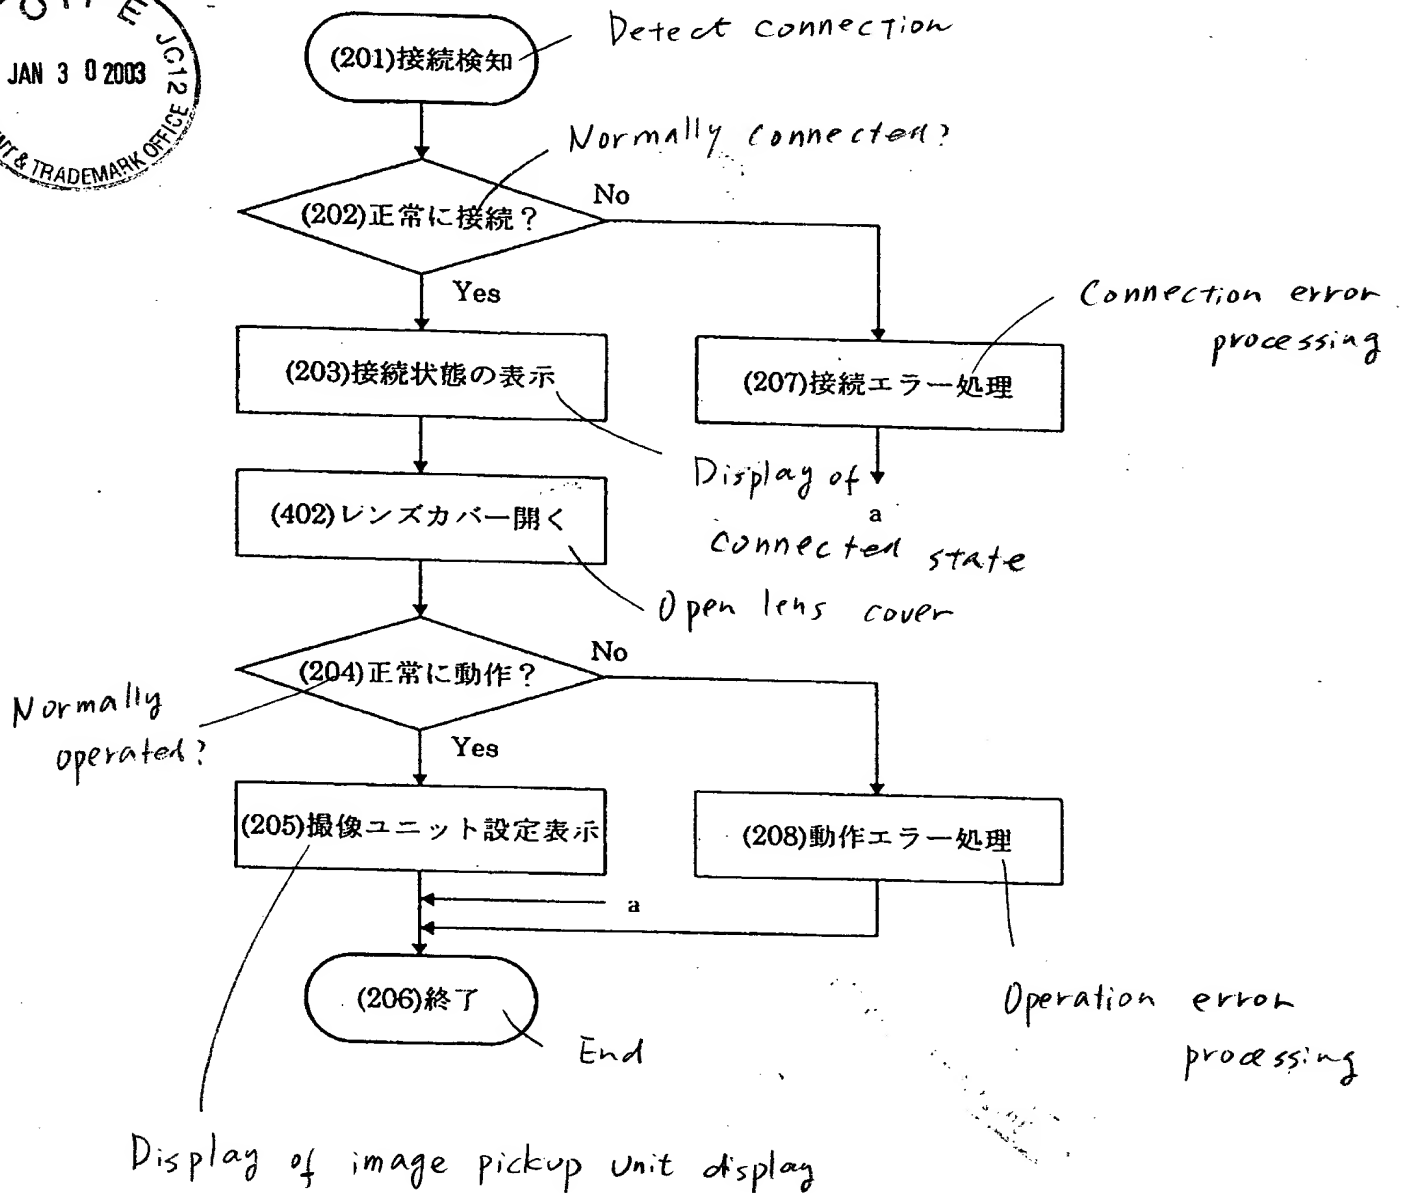 O I P E JC12
JAN 3 0 2003
& TRADEMARK OFFICE
(201)接続検知
Detect connection
Normally connected?
(202)正常に接続?
No
Yes
Connection error
processing
(203)接続状態の表示
(207)接続エラー処理
Display of
connected state
a
(402)レンズカバー開く
Open lens cover
(204)正常に動作?
No
Normally
operated?
Yes
(205)撮像ユニット設定表示
(208)動作エラー処理
a
(206)終了
End
Operation error
processing
Display of image pickup unit display